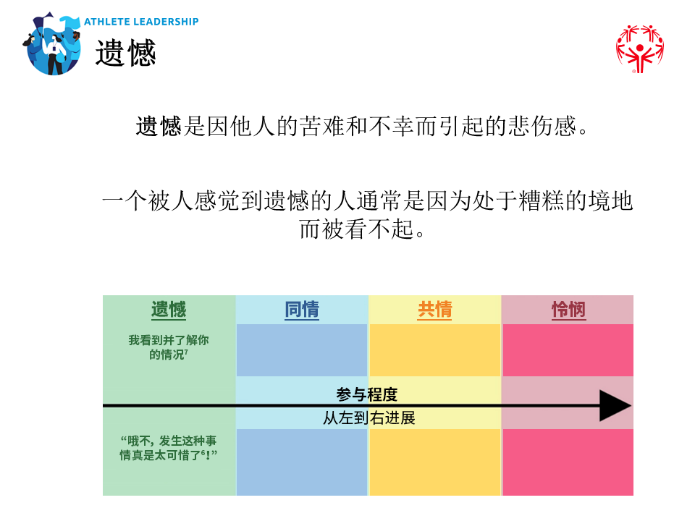 ATHLETE LEADERSHIP
遗憾
遗憾是因他人的苦难和不幸而引起的悲伤感。
一个被人感觉到遗憾的人通常是因为处于糟糕的境地
而被看不起。
遗憾
同情
共情
怜悯
我看到并了解你
的情况7
参与程度
从左到右进展
“哦不，发生这种事
情真是太可惜了6！”